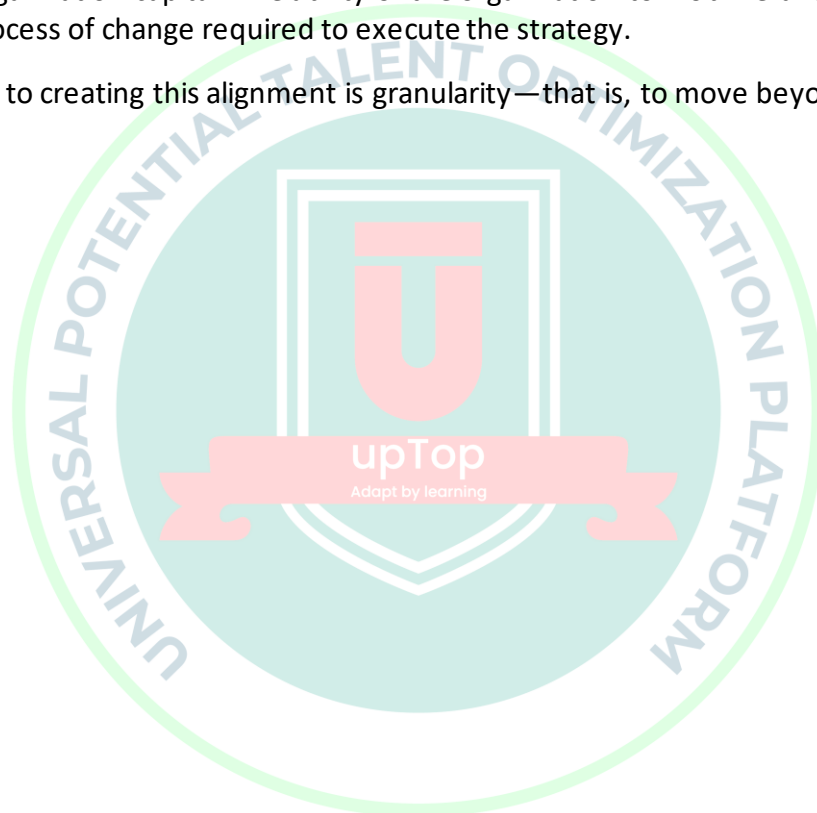 ocess of change required to execute the strategy.
to creating this alignment is granularity—that is, to move beyo
UNIVERSAL POTENTIAL TALENT OPTIMIZATION PLATFORM
U
upTop
Adapt by learning